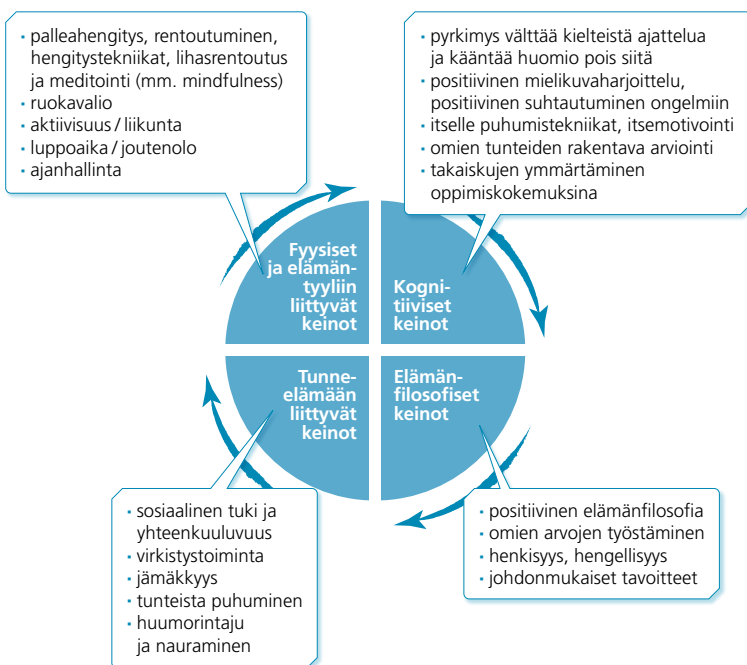 · palleahengitys, rentoutuminen,
hengitystekniikat, lihasrentoutus
ja meditointi (mm. mindfulness)
· ruokavalio
· aktiivisuus / liikunta
· luppoaika / joutenolo
· ajanhallinta
· pyrkimys välttää kielteistä ajattelua
ja kääntää huomio pois siitä
· positiivinen mielikuvaharjoittelu,
positiivinen suhtautuminen ongelmiin
· itselle puhumistekniikat, itsemotivointi
· omien tunteiden rakentava arviointi
· takaiskujen ymmärtäminen
oppimiskokemuksina
Fyysiset
ja elämän-
tyyliin
liittyvät
keinot
Kogni-
tiiviset
keinot
Tunne-
elämään
liittyvät
keinot
Elämän-
filosofiset
keinot
· sosiaalinen tuki ja
yhteenkuuluvuus
· virkistystoiminta
· jämäkkyys
· tunteista puhuminen
· huumorintaju
ja nauraminen
· positiivinen elämänfilosofia
· omien arvojen työstäminen
· henkisyys, hengellisyys
· johdonmukaiset tavoitteet